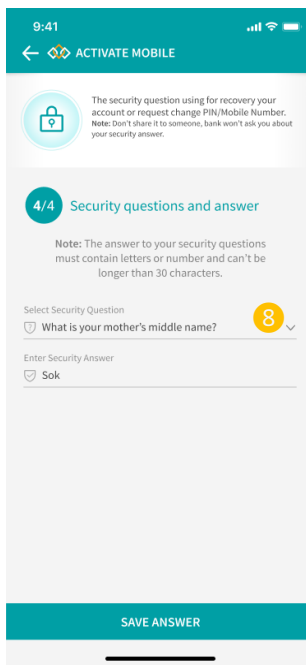 9:41
ACTIVATE MOBILE
The security question using for recovery your
account or request change PIN/Mobile Number.
Note: Don't share it to someone, bank won't ask you about
your security answer.
4/4 Security questions and answer
Note: The answer to your security questions
must contain letters or number and can't be
longer than 30 characters.
Select Security Question
8
What is your mother's middle name?
Enter Security Answer
Sok
SAVE ANSWER